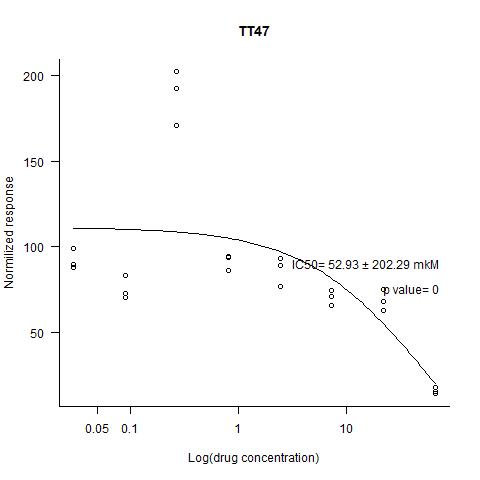 TT47
Normilized response
200
150
100
50
IC50= 52.93 ± 202.29 mkM
p value= 0
0.05 0.1 1 10
Log(drug concentration)